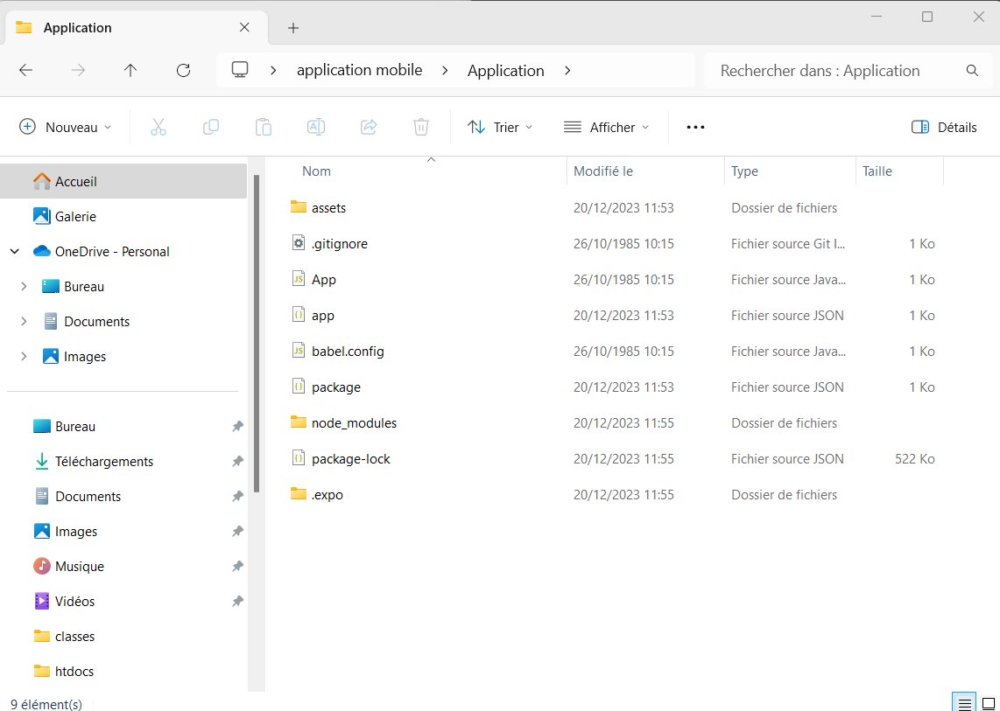 Application
application mobile Application Rechercher dans : Application
Nouveau Trier Afficher Détails
Accueil
Galerie
OneDrive - Personal
Bureau
Documents
Images
Bureau
Téléchargements
Documents
Images
Musique
Vidéos
classes
htdocs
Nom Modifié le Type Taille
assets 20/12/2023 11:53 Dossier de fichiers
.gitignore 26/10/1985 10:15 Fichier source Git I... 1 Ko
App 26/10/1985 10:15 Fichier source Java... 1 Ko
app 20/12/2023 11:53 Fichier source JSON 1 Ko
babel.config 26/10/1985 10:15 Fichier source Java... 1 Ko
package 20/12/2023 11:53 Fichier source JSON 1 Ko
node_modules 20/12/2023 11:55 Dossier de fichiers
package-lock 20/12/2023 11:55 Fichier source JSON 522 Ko
.expo 20/12/2023 11:55 Dossier de fichiers
9 élément(s)